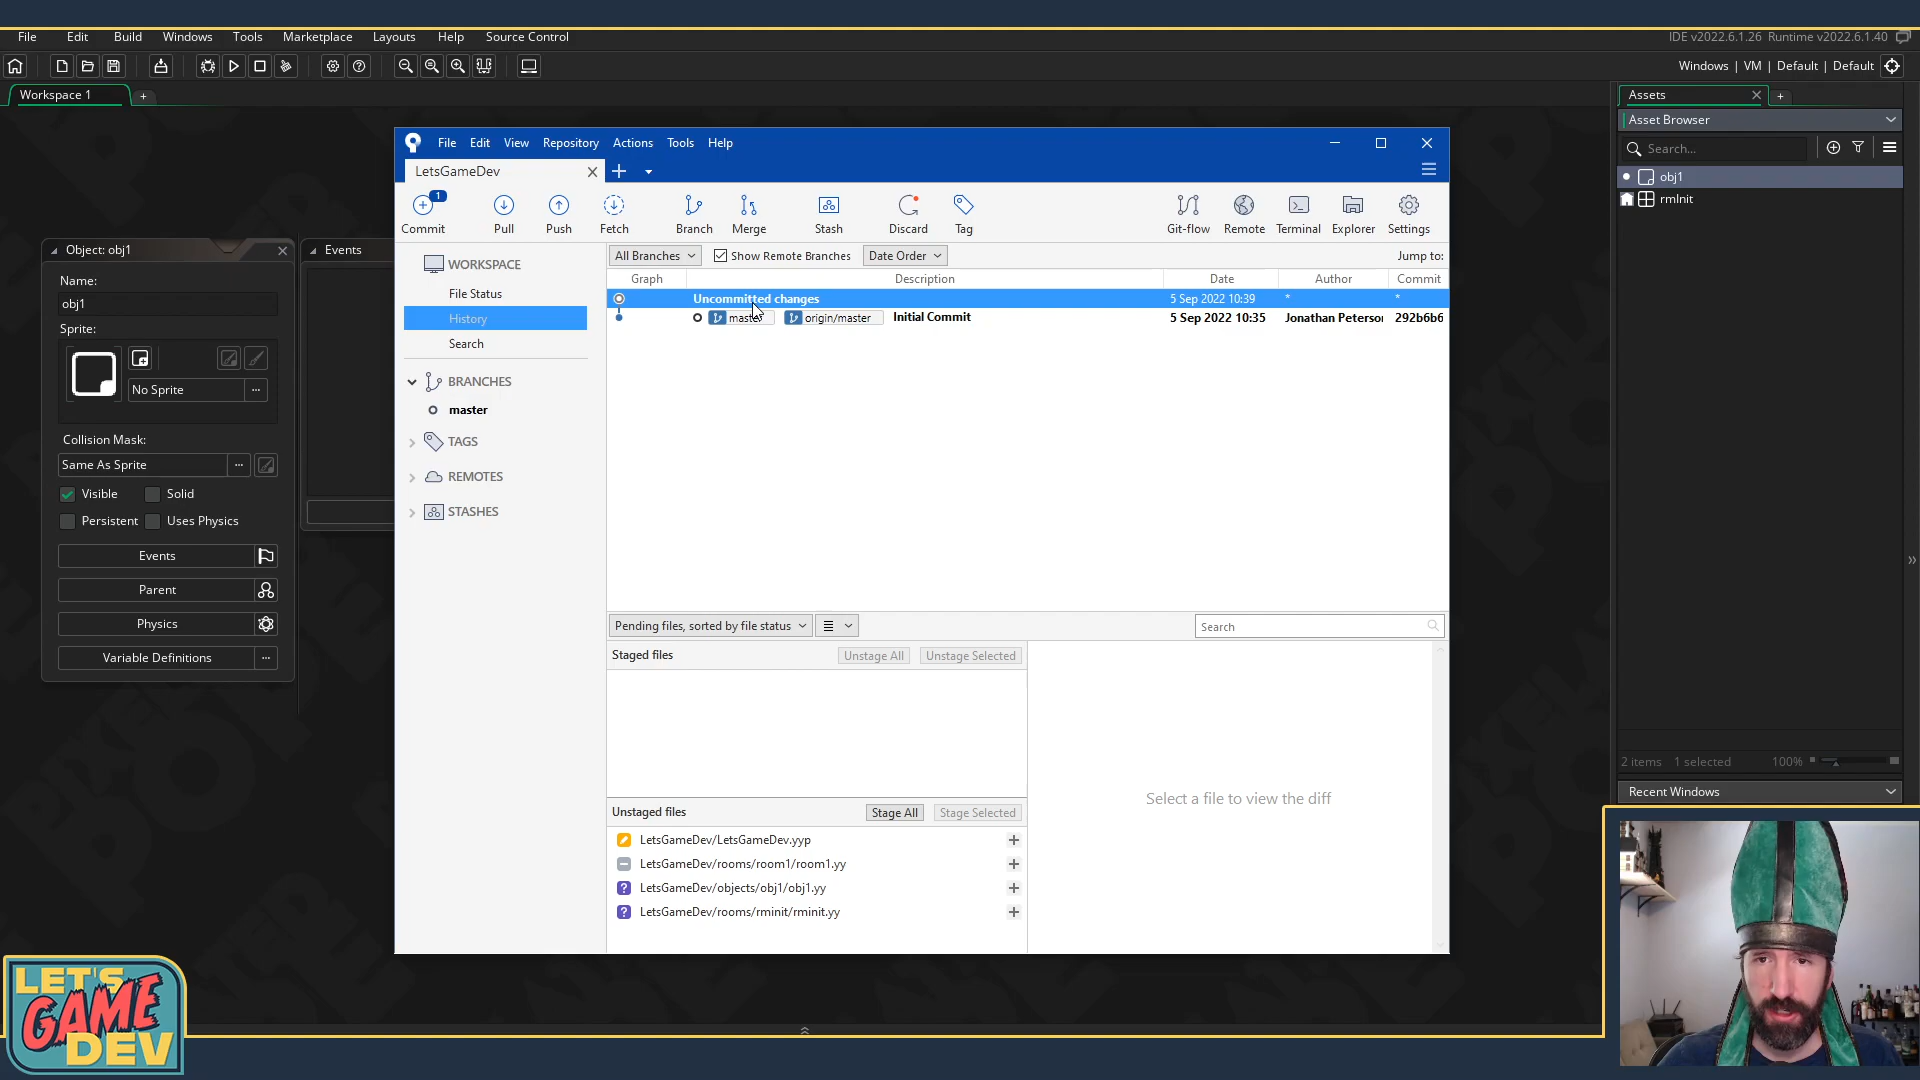 File Edit Build Windows Tools Marketplace Layouts Help Source Control
IDE v2022.6.1.26 Runtime v2022.6.1.40
Windows | VM | Default | Default
Workspace 1
Assets
Asset Browser
Search...
obj1
rmInit
Object: obj1
Events
Name:
obj1
Sprite:
No Sprite
Collision Mask:
Same As Sprite
Visible
Solid
Persistent
Uses Physics
Events
Parent
Physics
Variable Definitions
File Edit View Repository Actions Tools Help
LetsGameDev
1
Commit Pull Push Fetch Branch Merge Stash Discard Tag Git-flow Remote Terminal Explorer Settings
WORKSPACE
File Status
History
Search
BRANCHES
master
TAGS
REMOTES
STASHES
All Branches
Show Remote Branches
Date Order
Jump to:
Graph Description Date Author Commit
Uncommitted changes 5 Sep 2022 10:39 * *
master origin/master Initial Commit 5 Sep 2022 10:35 Jonathan Peterson 292b6b6
Pending files, sorted by file status
Search
Staged files
Unstage All
Unstage Selected
Select a file to view the diff
Unstaged files
Stage All
Stage Selected
LetsGameDev/LetsGameDev.yyp
LetsGameDev/rooms/room1/room1.yy
LetsGameDev/objects/obj1/obj1.yy
LetsGameDev/rooms/rminit/rminit.yy
2 items 1 selected 100%
Recent Windows
LET'S
GAME
DEV